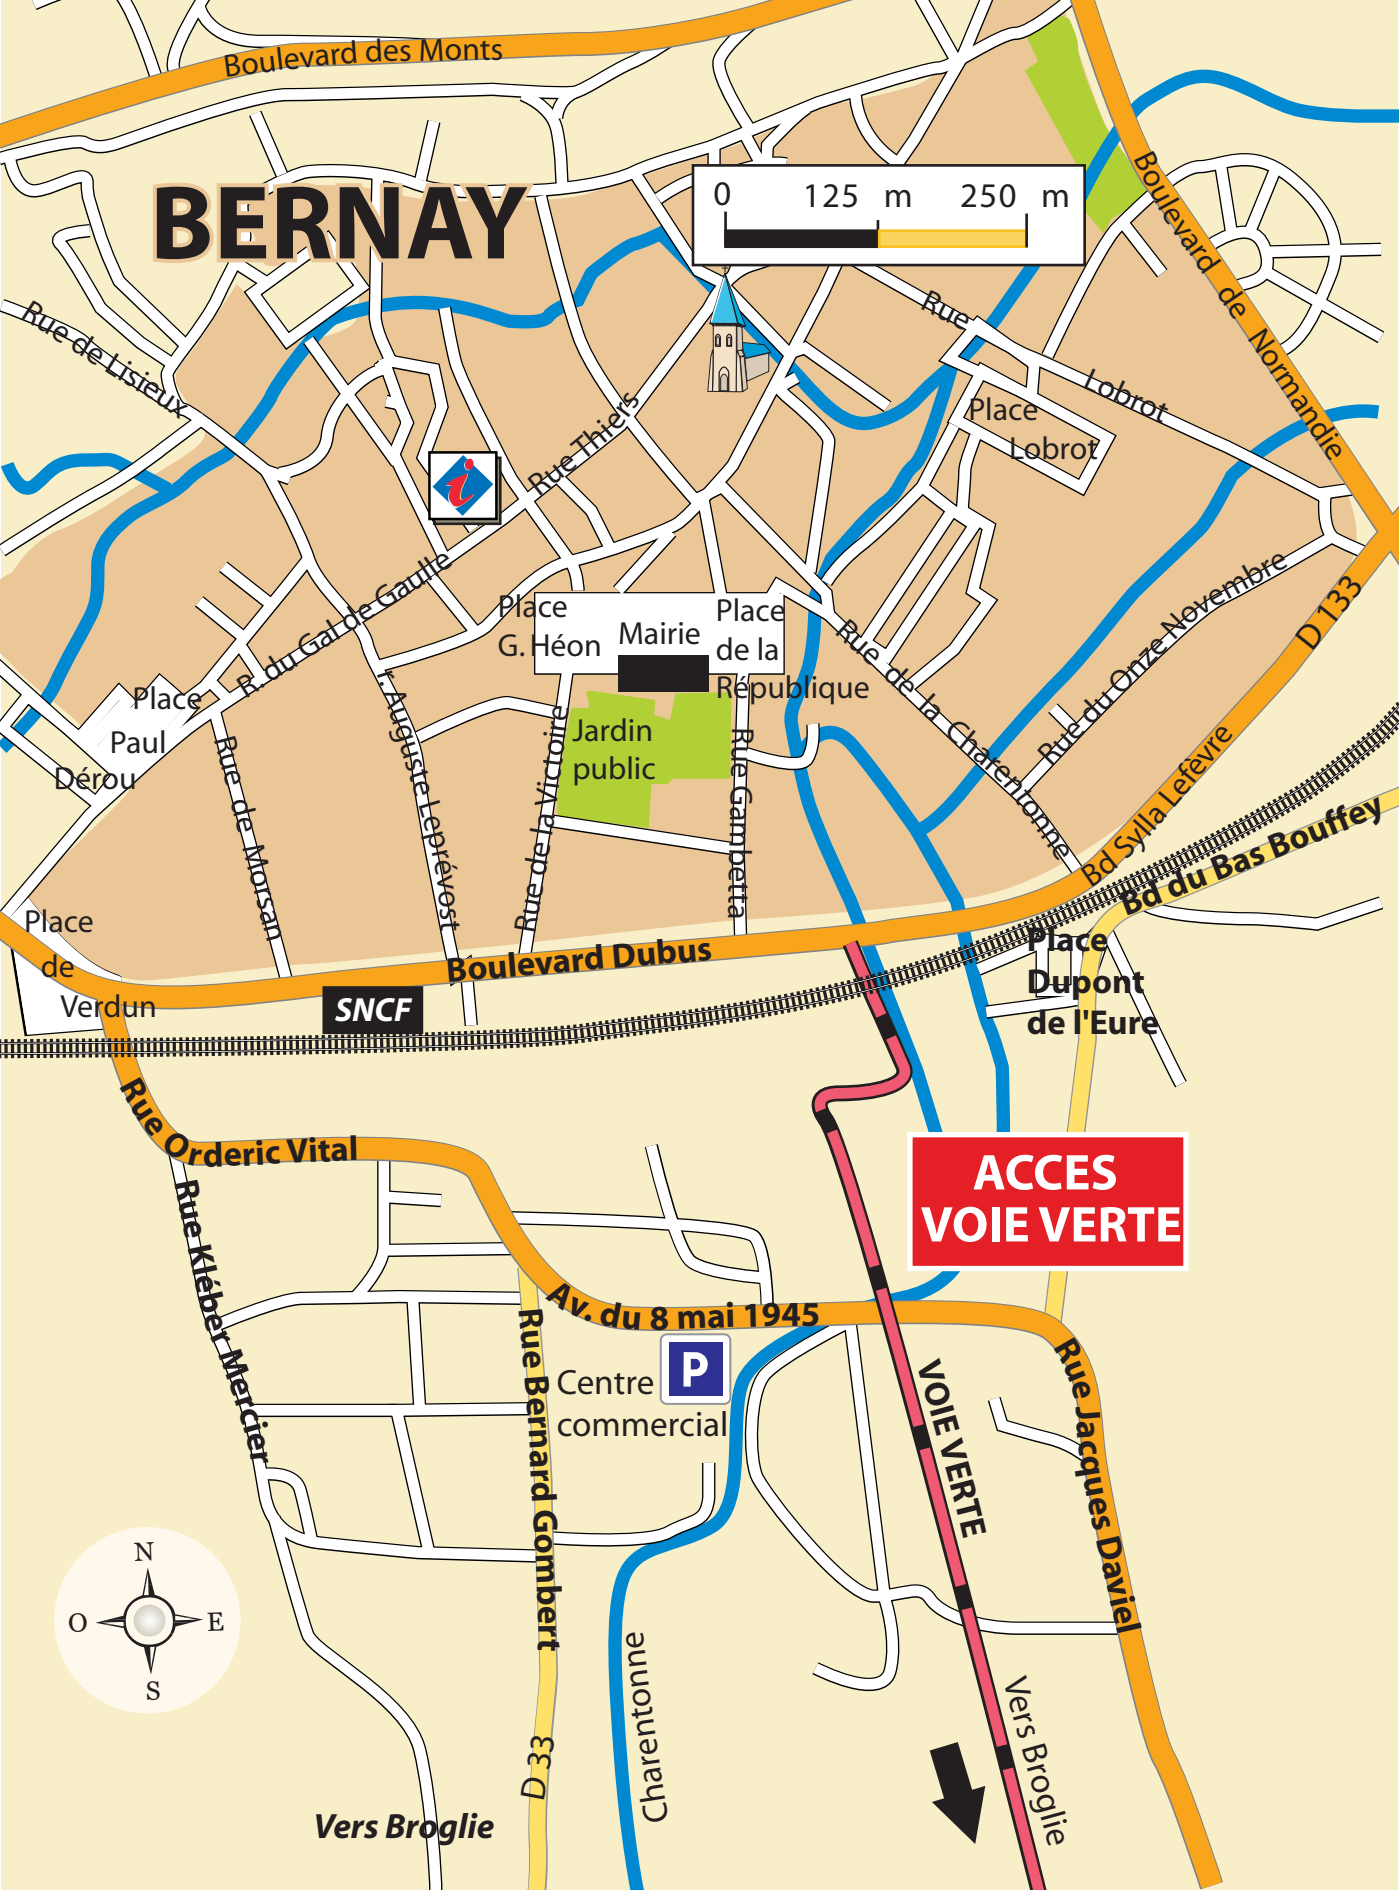 Boulevard des Monts
BERNAY
0 125 m 250 m
Boulevard de Normandie
Rue de Lisieux
Rue Lobrot
Place
Lobrot
Rue Thiers
i
R. du Gal de Gaulle
Place
G. Héon
Mairie
Place
de la
République
Rue de la Charentonne
Rue du Onze Novembre
D 133
Place
Paul
Dérou
r. Auguste Leprévost
Jardin
public
Rue de Morsan
Rue de la Victoire
Rue Gambetta
Bd Sylla Lefèvre
Bd du Bas Bouffey
Place
de
Verdun
Boulevard Dubus
SNCF
Place
Dupont
de l'Eure
Rue Orderic Vital
ACCES
VOIE VERTE
Rue Kléber Mercier
Av. du 8 mai 1945
P
Centre
commercial
Rue Bernard Gombert
VOIE VERTE
Rue Jacques Daviel
N
O E
S
Charentonne
Vers Broglie
D 33
Vers Broglie